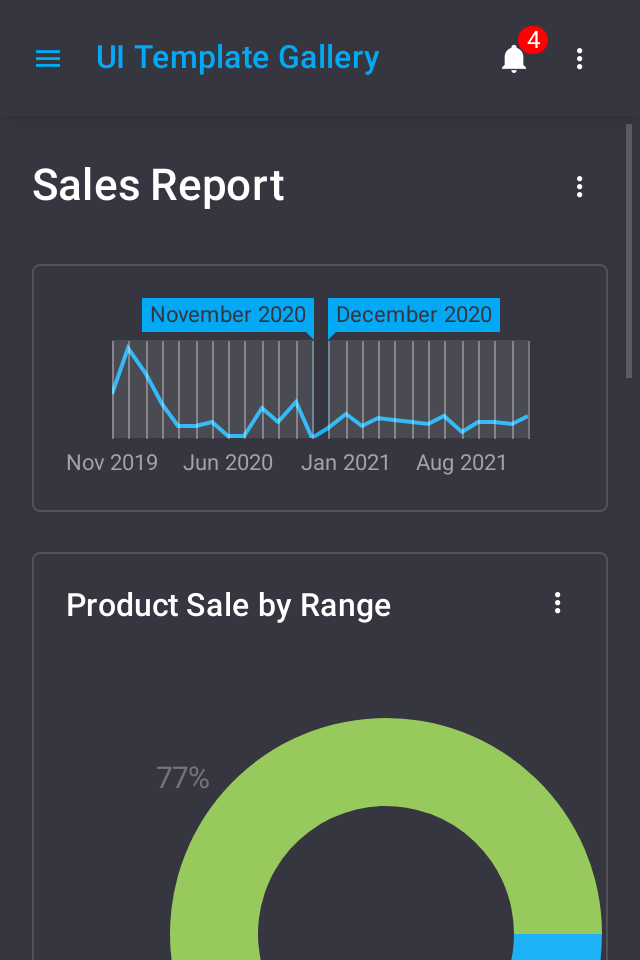 UI Template Gallery
4
Sales Report
November 2020 December 2020
Nov 2019 Jun 2020 Jan 2021 Aug 2021
Product Sale by Range
77%